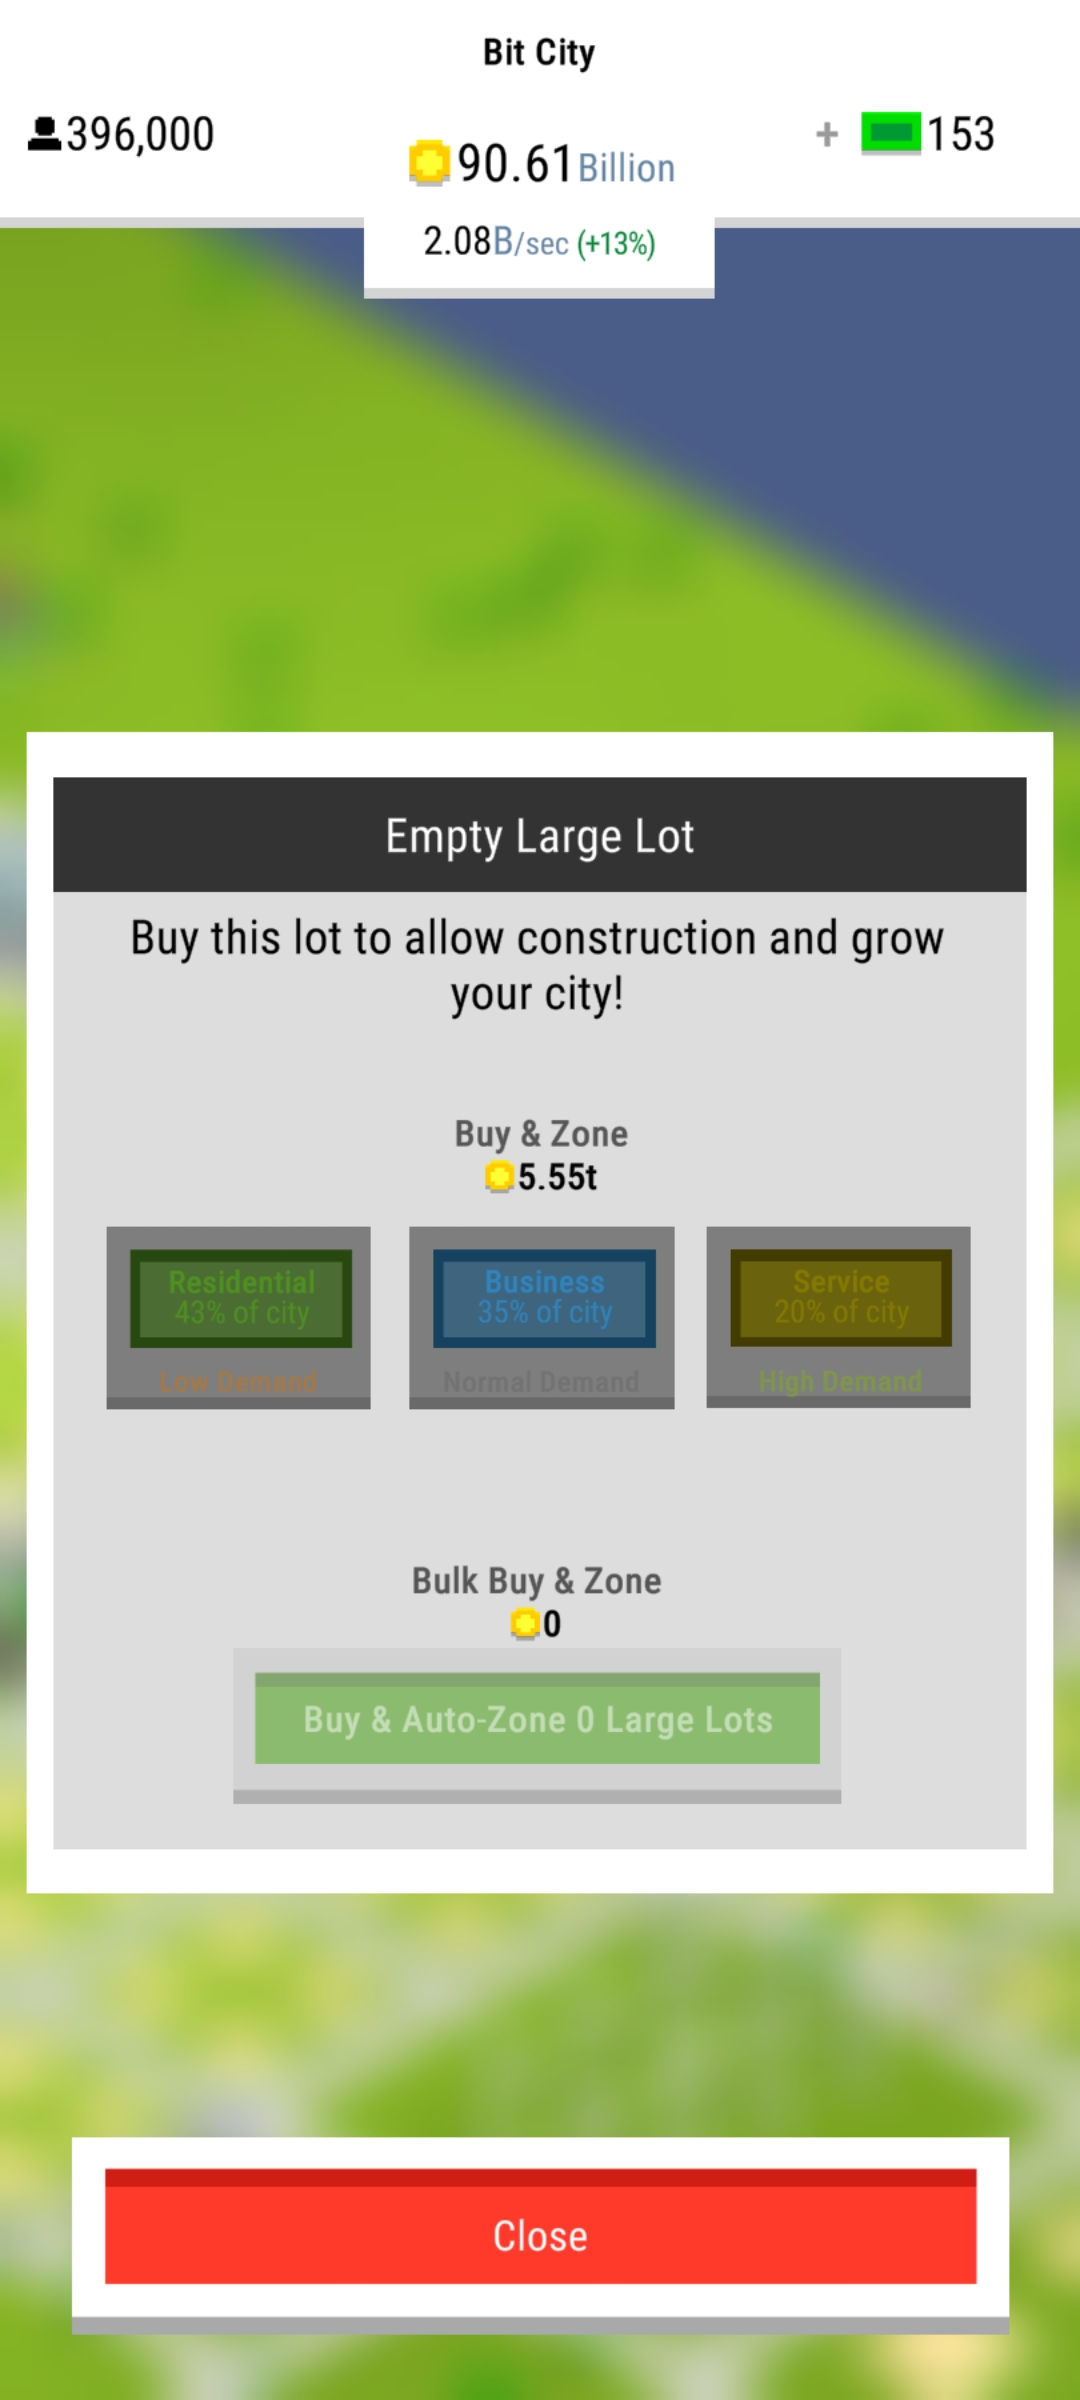 Bit City
396,000
90.61 Billion
+ 153
2.08B/sec (+13%)
Empty Large Lot
Buy this lot to allow construction and grow
your city!
Buy & Zone
5.55t
Residential
43% of city
Low Demand
Business
35% of city
Normal Demand
Service
20% of city
High Demand
Bulk Buy & Zone
0
Buy & Auto-Zone 0 Large Lots
Close